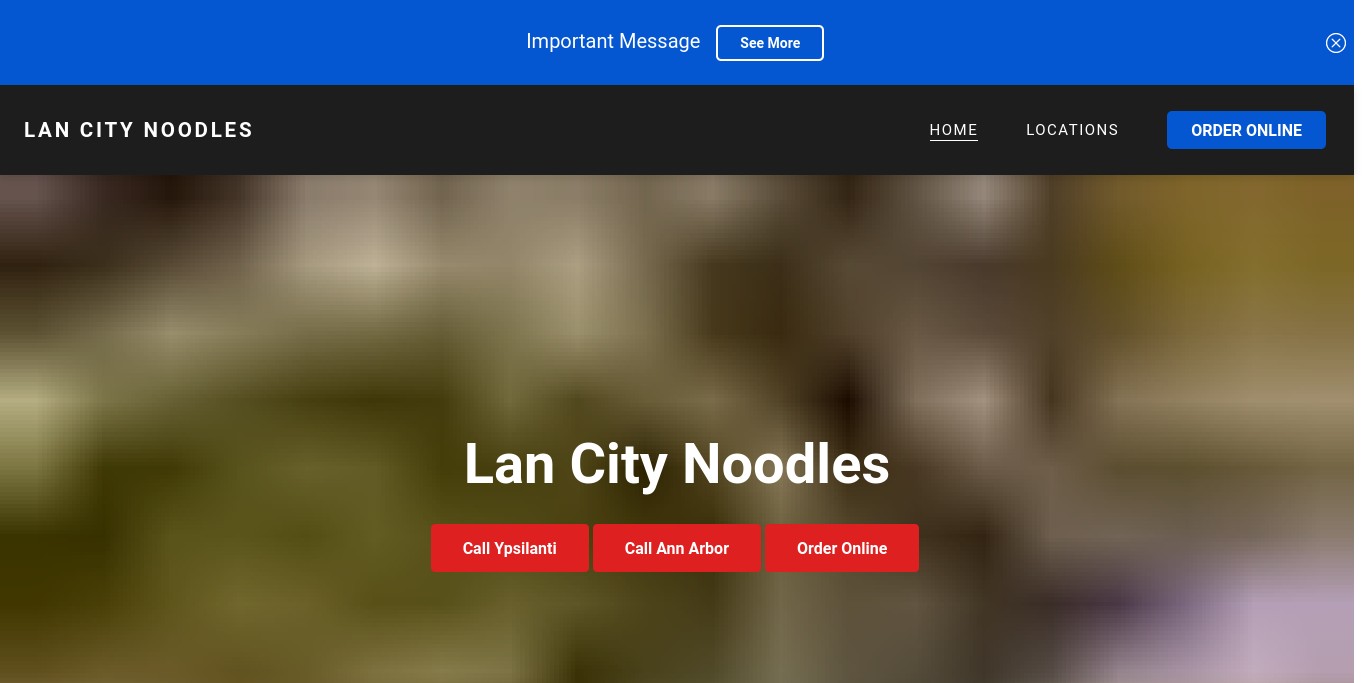 Important Message
See More
LAN CITY NOODLES
HOME
LOCATIONS
ORDER ONLINE
Lan City Noodles
Call Ypsilanti
Call Ann Arbor
Order Online